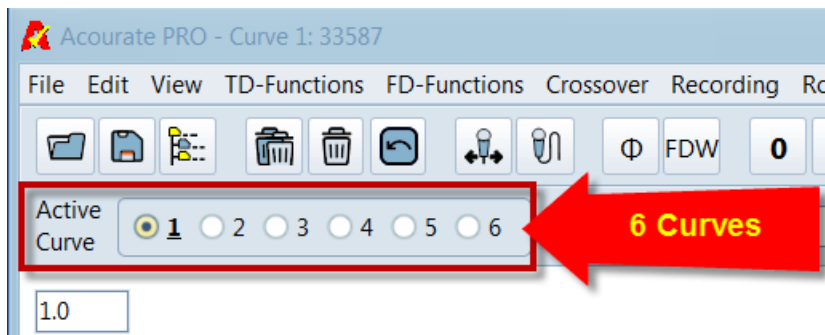 Acourate PRO - Curve 1: 33587
File Edit View TD-Functions FD-Functions Crossover Recording Ro
Φ FDW 0
Active
Curve
1 2 3 4 5 6
6 Curves
1.0